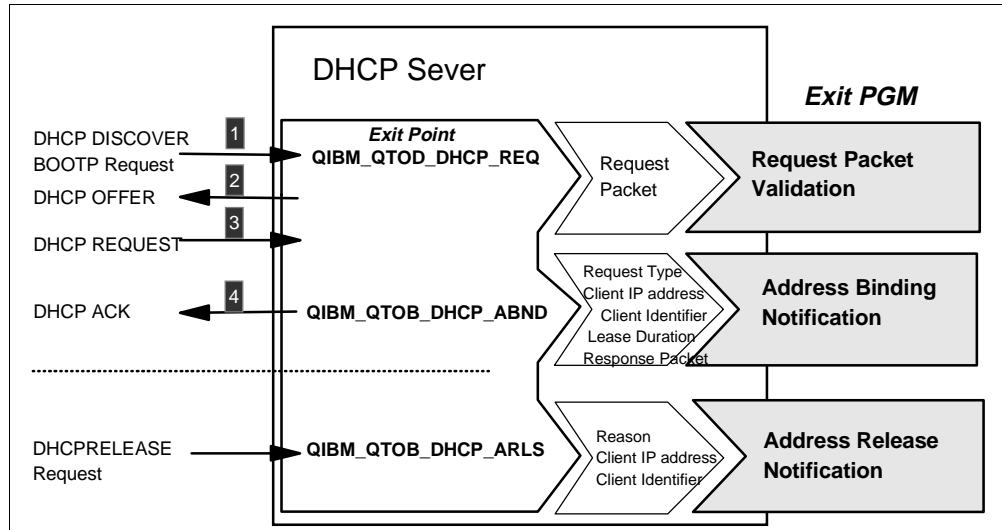 DHCP Sever
Exit PGM
DHCP DISCOVER
BOOTP Request
1
Exit Point
QIBM_QTOD_DHCP_REQ
Request
Packet
Request Packet
Validation
2
DHCP OFFER
3
DHCP REQUEST
4
DHCP ACK
QIBM_QTOB_DHCP_ABND
Request Type
Client IP address
Client Identifier
Lease Duration
Response Packet
Address Binding
Notification
DHCPRELEASE
Request
QIBM_QTOB_DHCP_ARLS
Reason
Client IP address
Client Identifier
Address Release
Notification